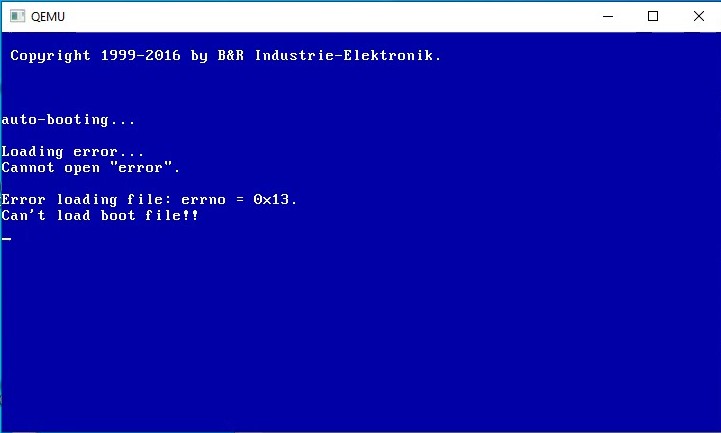 QEMU
Copyright 1999-2016 by B&R Industrie-Elektronik.
auto-booting...
Loading error...
Cannot open "error".
Error loading file: errno = 0x13.
Can't load boot file!!